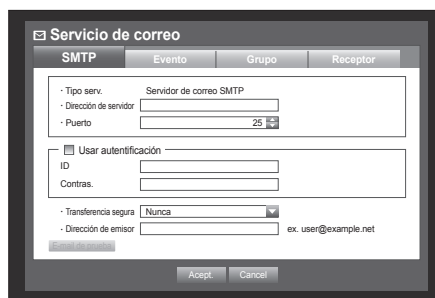 Servicio de correo
SMTP Evento Grupo Receptor
· Tipo serv. Servidor de correo SMTP
· Dirección de servidor
· Puerto 25
Usar autentificación
ID
Contras.
· Transferencia segura Nunca
· Dirección de emisor ex. user@example.net
E-mail de prueba
Acept. Cancel